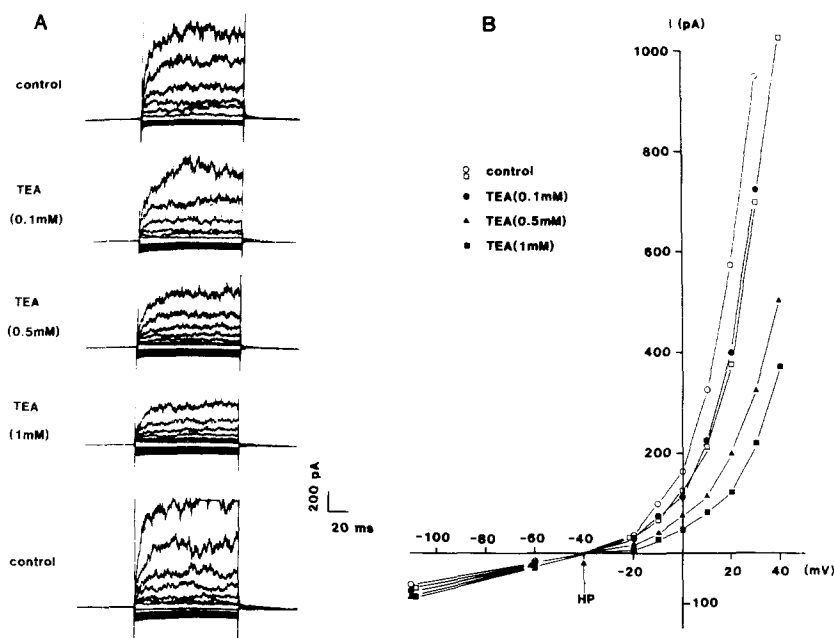 A
control
TEA
(0.1mM)
TEA
(0.5mM)
TEA
(1mM)
control
200 pA
20 ms
B
I (pA)
1000
800
600
400
200
control
TEA(0.1mM)
TEA(0.5mM)
TEA(1mM)
-100
-60
-40
-20
20
40
(mV)
HP
100